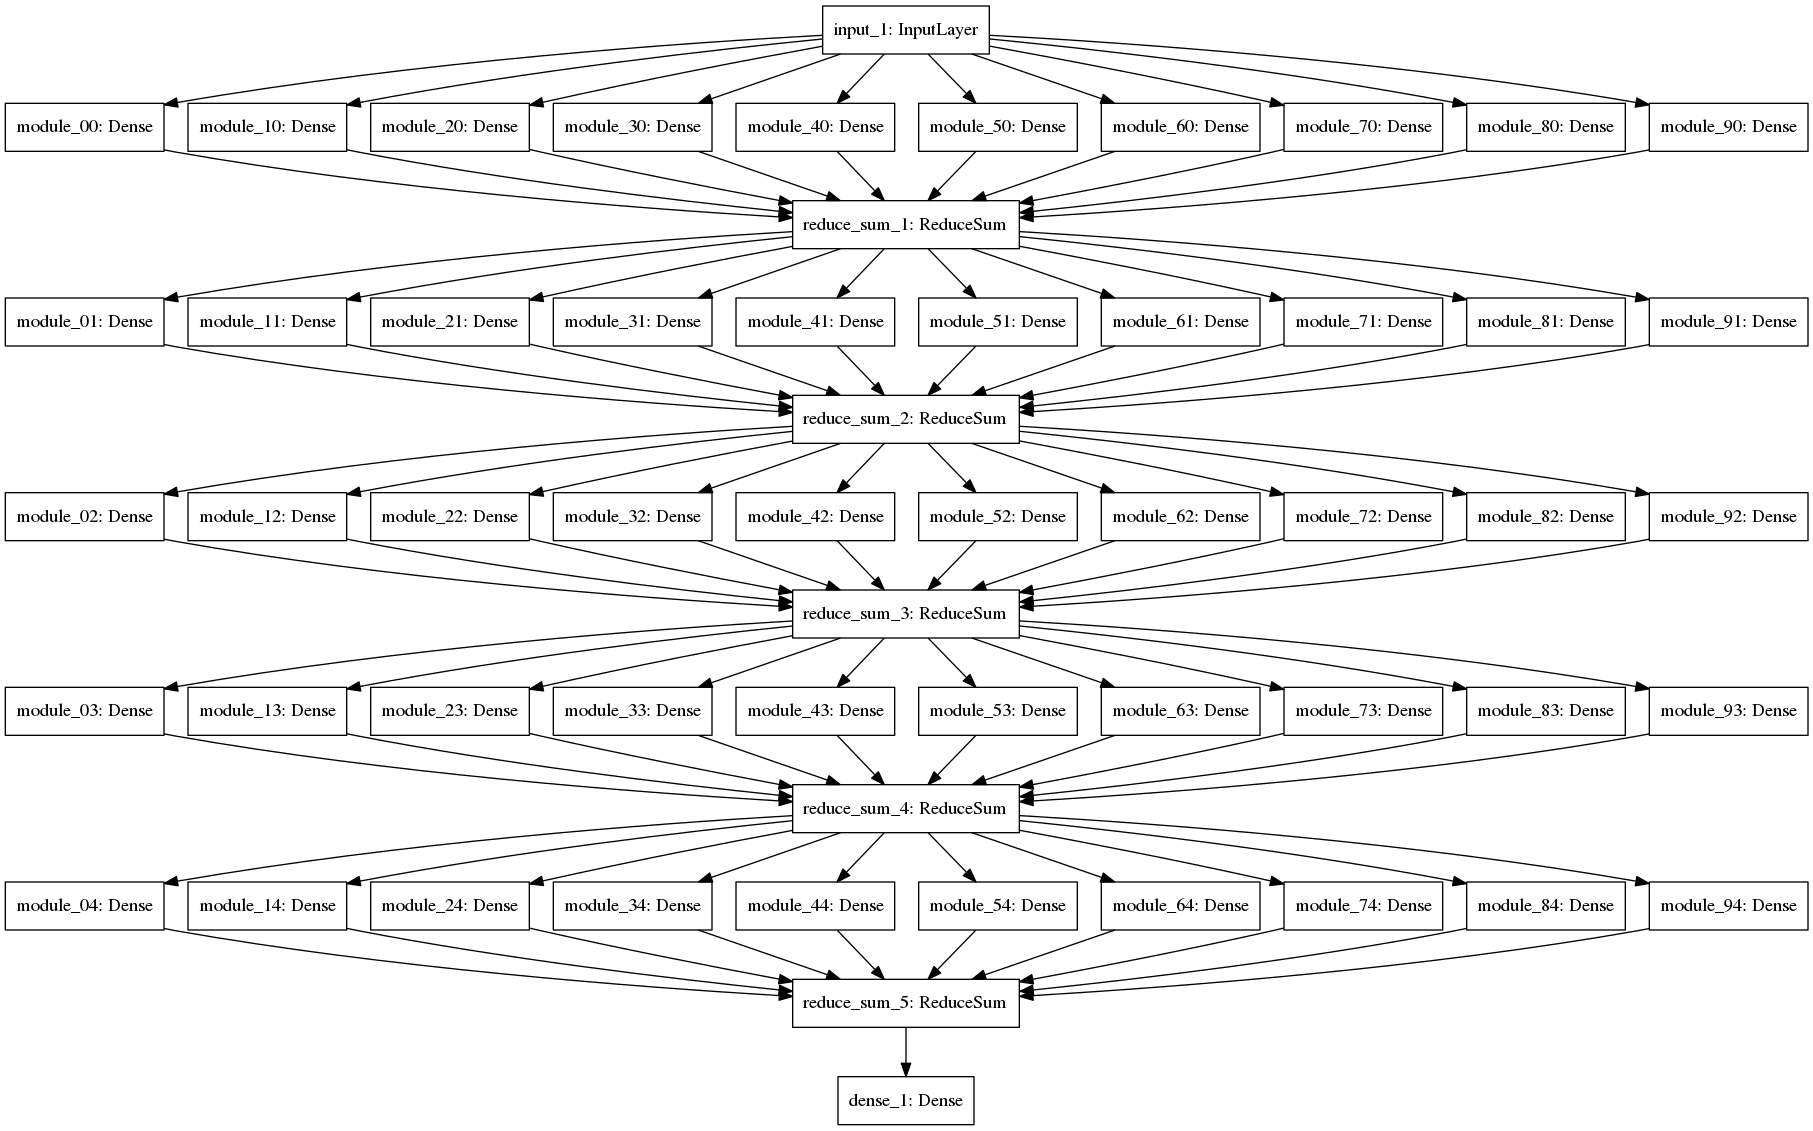 input_1: InputLayer
module_00: Dense
module_10: Dense
module_20: Dense
module_30: Dense
module_40: Dense
module_50: Dense
module_60: Dense
module_70: Dense
module_80: Dense
module_90: Dense
reduce_sum_1: ReduceSum
module_01: Dense
module_11: Dense
module_21: Dense
module_31: Dense
module_41: Dense
module_51: Dense
module_61: Dense
module_71: Dense
module_81: Dense
module_91: Dense
reduce_sum_2: ReduceSum
module_02: Dense
module_12: Dense
module_22: Dense
module_32: Dense
module_42: Dense
module_52: Dense
module_62: Dense
module_72: Dense
module_82: Dense
module_92: Dense
reduce_sum_3: ReduceSum
module_03: Dense
module_13: Dense
module_23: Dense
module_33: Dense
module_43: Dense
module_53: Dense
module_63: Dense
module_73: Dense
module_83: Dense
module_93: Dense
reduce_sum_4: ReduceSum
module_04: Dense
module_14: Dense
module_24: Dense
module_34: Dense
module_44: Dense
module_54: Dense
module_64: Dense
module_74: Dense
module_84: Dense
module_94: Dense
reduce_sum_5: ReduceSum
dense_1: Dense